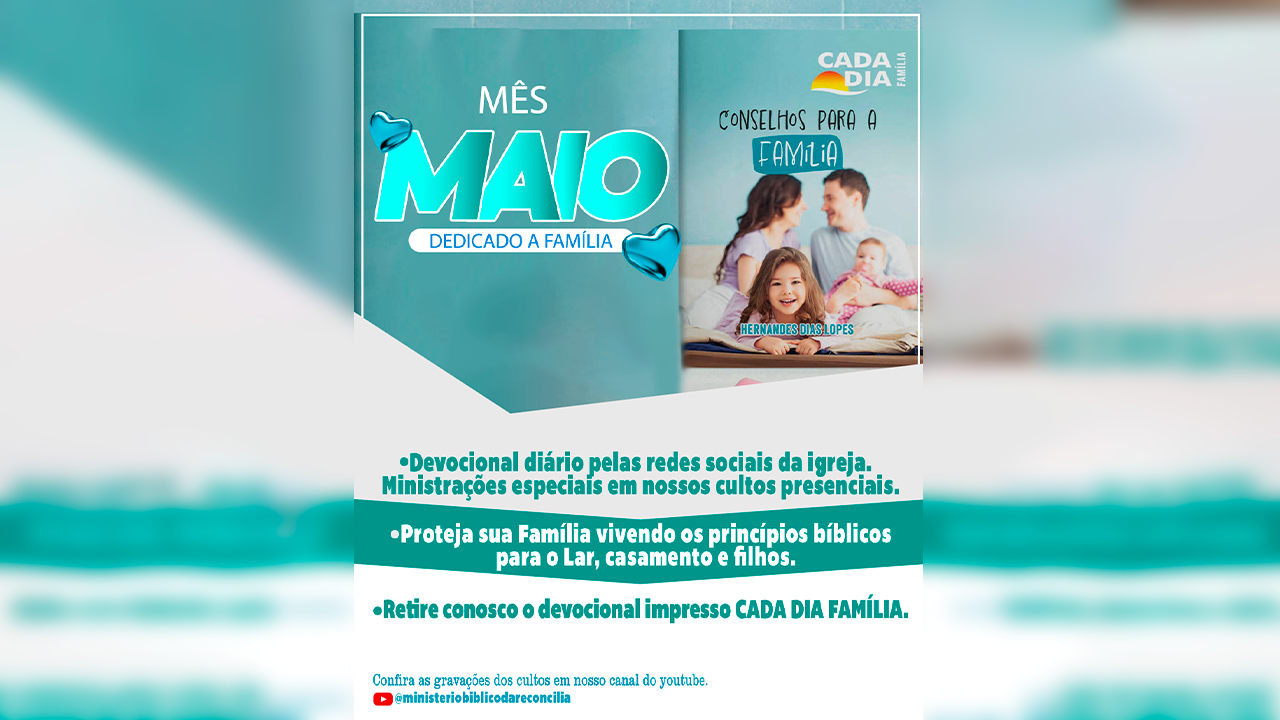 MÊS
MAIO
DEDICADO A FAMÍLIA
CADA
DIA
FAMÍLIA
CONSELHOS PARA A
FAMILIA
HERNANDES DIAS LOPES
•Devocional diário pelas redes sociais da igreja.
Ministrações especiais em nossos cultos presenciais.
•Proteja sua Família vivendo os princípios bíblicos
para o Lar, casamento e filhos.
•Retire conosco o devocional impresso CADA DIA FAMÍLIA.
Confira as gravações dos cultos em nosso canal do youtube.
@ministeriobiblicodareconcilia